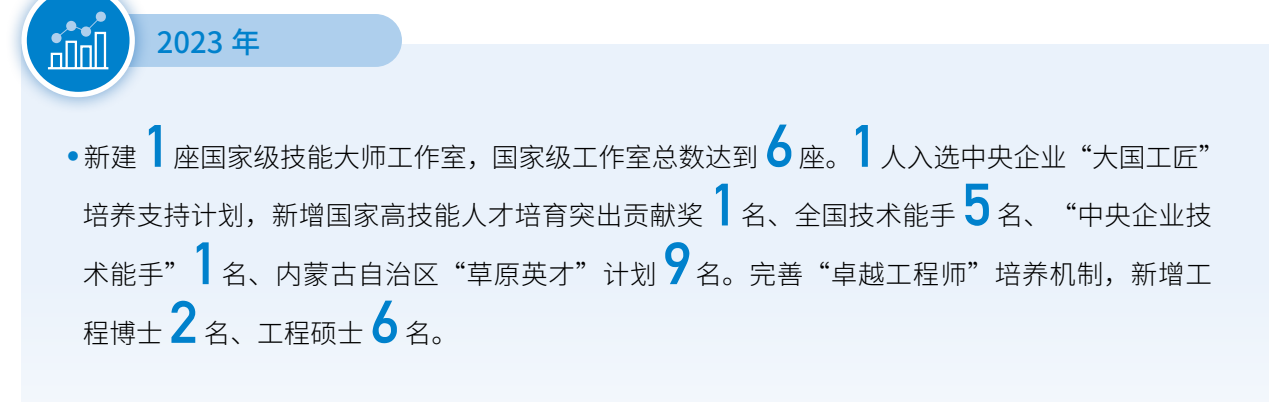 2023 年
•新建 1 座国家级技能大师工作室，国家级工作室总数达到 6 座。1 人入选中央企业“大国工匠”
培养支持计划，新增国家高技能人才培育突出贡献奖 1 名、全国技术能手 5 名、“中央企业技
术能手” 1 名、内蒙古自治区“草原英才”计划 9 名。完善“卓越工程师”培养机制，新增工
程博士 2 名、工程硕士 6 名。